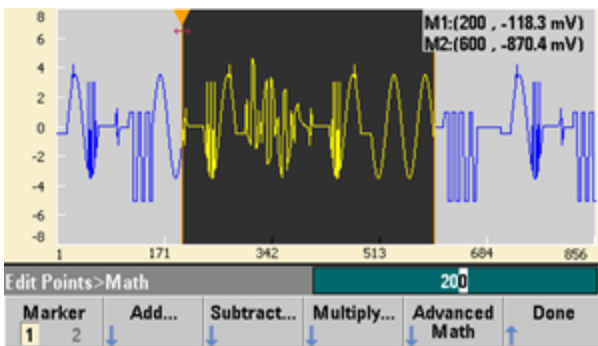 8
M1:(200 , -118.3 mV)
6
M2:(600 , -870.4 mV)
4
2
0
-2
-4
-6
-8
1 171 342 513 684 856
Edit Points>Math 200
Marker Add... Subtract... Multiply... Advanced Math Done
1 2